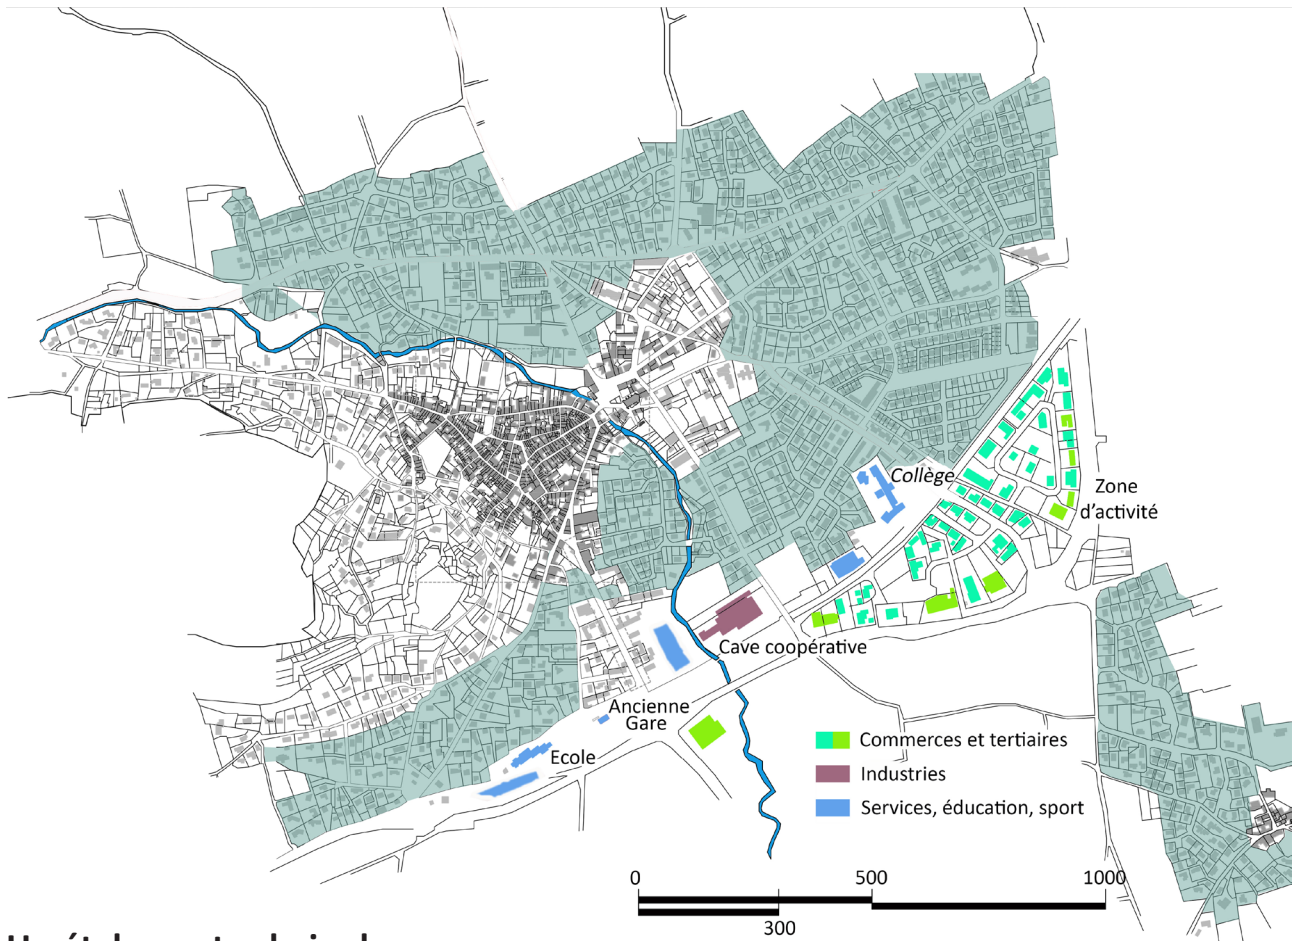 Collège
Zone
d'activité
Cave coopérative
Ancienne
Gare
Ecole
Commerces et tertiaires
Industries
Services, éducation, sport
0 500 1000
300